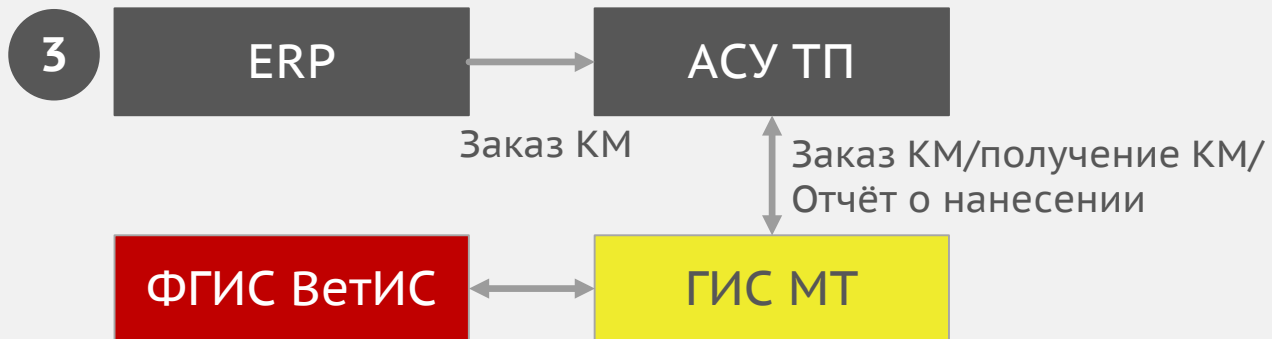 3
ERP
АСУ ТП
Заказ КМ
Заказ КМ/получение КМ/
Отчёт о нанесении
ФГИС ВетИС
ГИС МТ